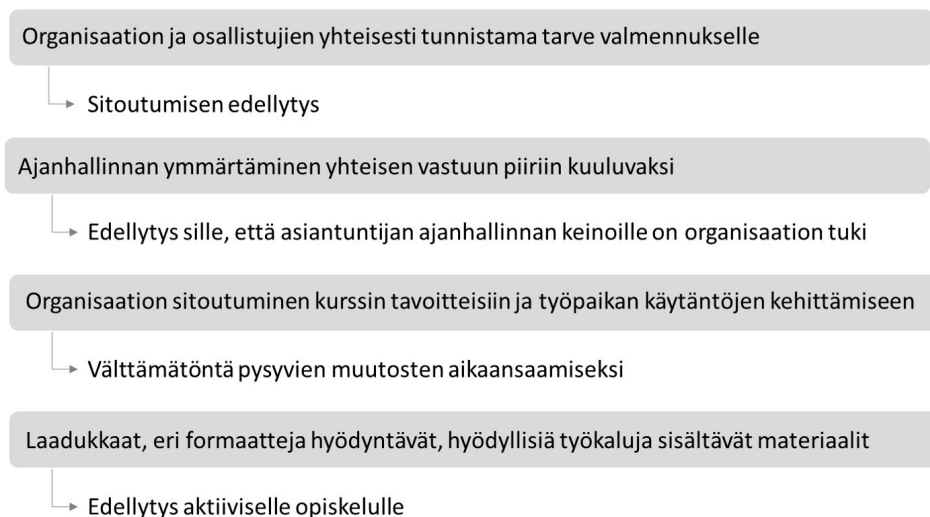 Organisaation ja osallistujien yhteisesti tunnistama tarve valmennukselle
Sitoutumisen edellytys
Ajanhallinnan ymmärtäminen yhteisen vastuun piiriin kuuluvaksi
Edellytys sille, että asiantuntijan ajanhallinnan keinoille on organisaation tuki
Organisaation sitoutuminen kurssin tavoitteisiin ja työpaikan käytäntöjen kehittämiseen
Välttämätöntä pysyvien muutosten aikaansaamiseksi
Laadukkaat, eri formaatteja hyödyntävät, hyödyllisiä työkaluja sisältävät materiaalit
Edellytys aktiiviselle opiskelulle